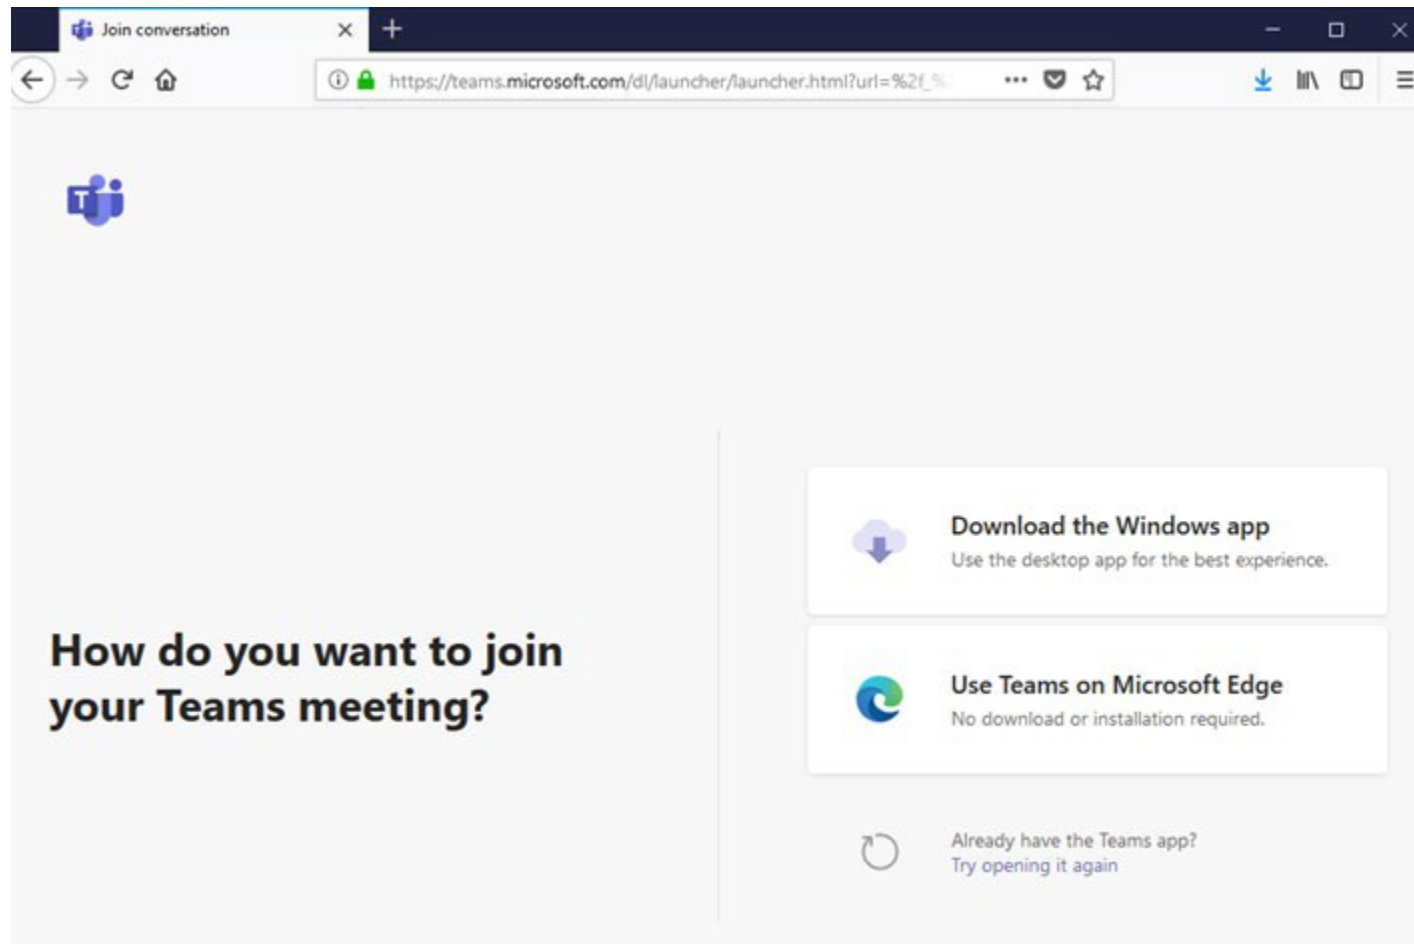 Join conversation
https://teams.microsoft.com/dl/launcher/launcher.html?url=%2f_%
T
Download the Windows app
Use the desktop app for the best experience.
How do you want to join
your Teams meeting?
Use Teams on Microsoft Edge
No download or installation required.
Already have the Teams app?
Try opening it again